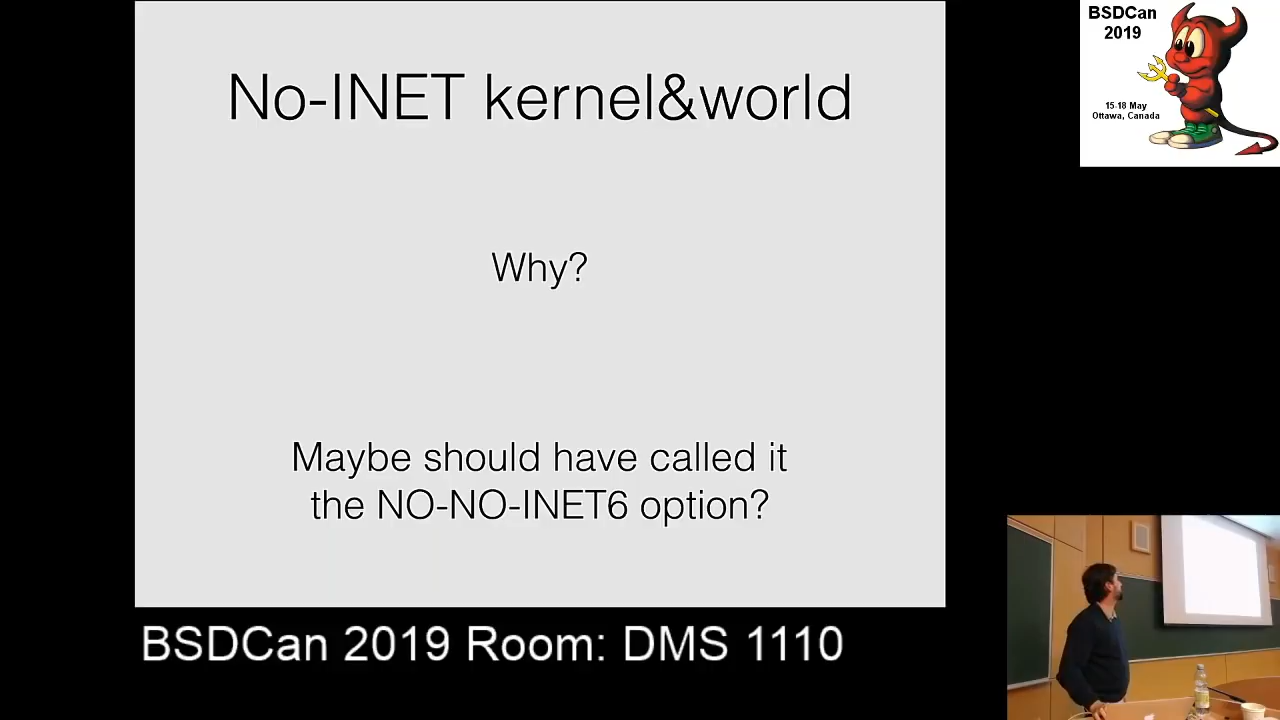 No-INET kernel&world
Why?
Maybe should have called it
the NO-NO-INET6 option?
BSDCan 2019 Room: DMS 1110
BSDCan
2019
15-18 May
Ottawa, Canada